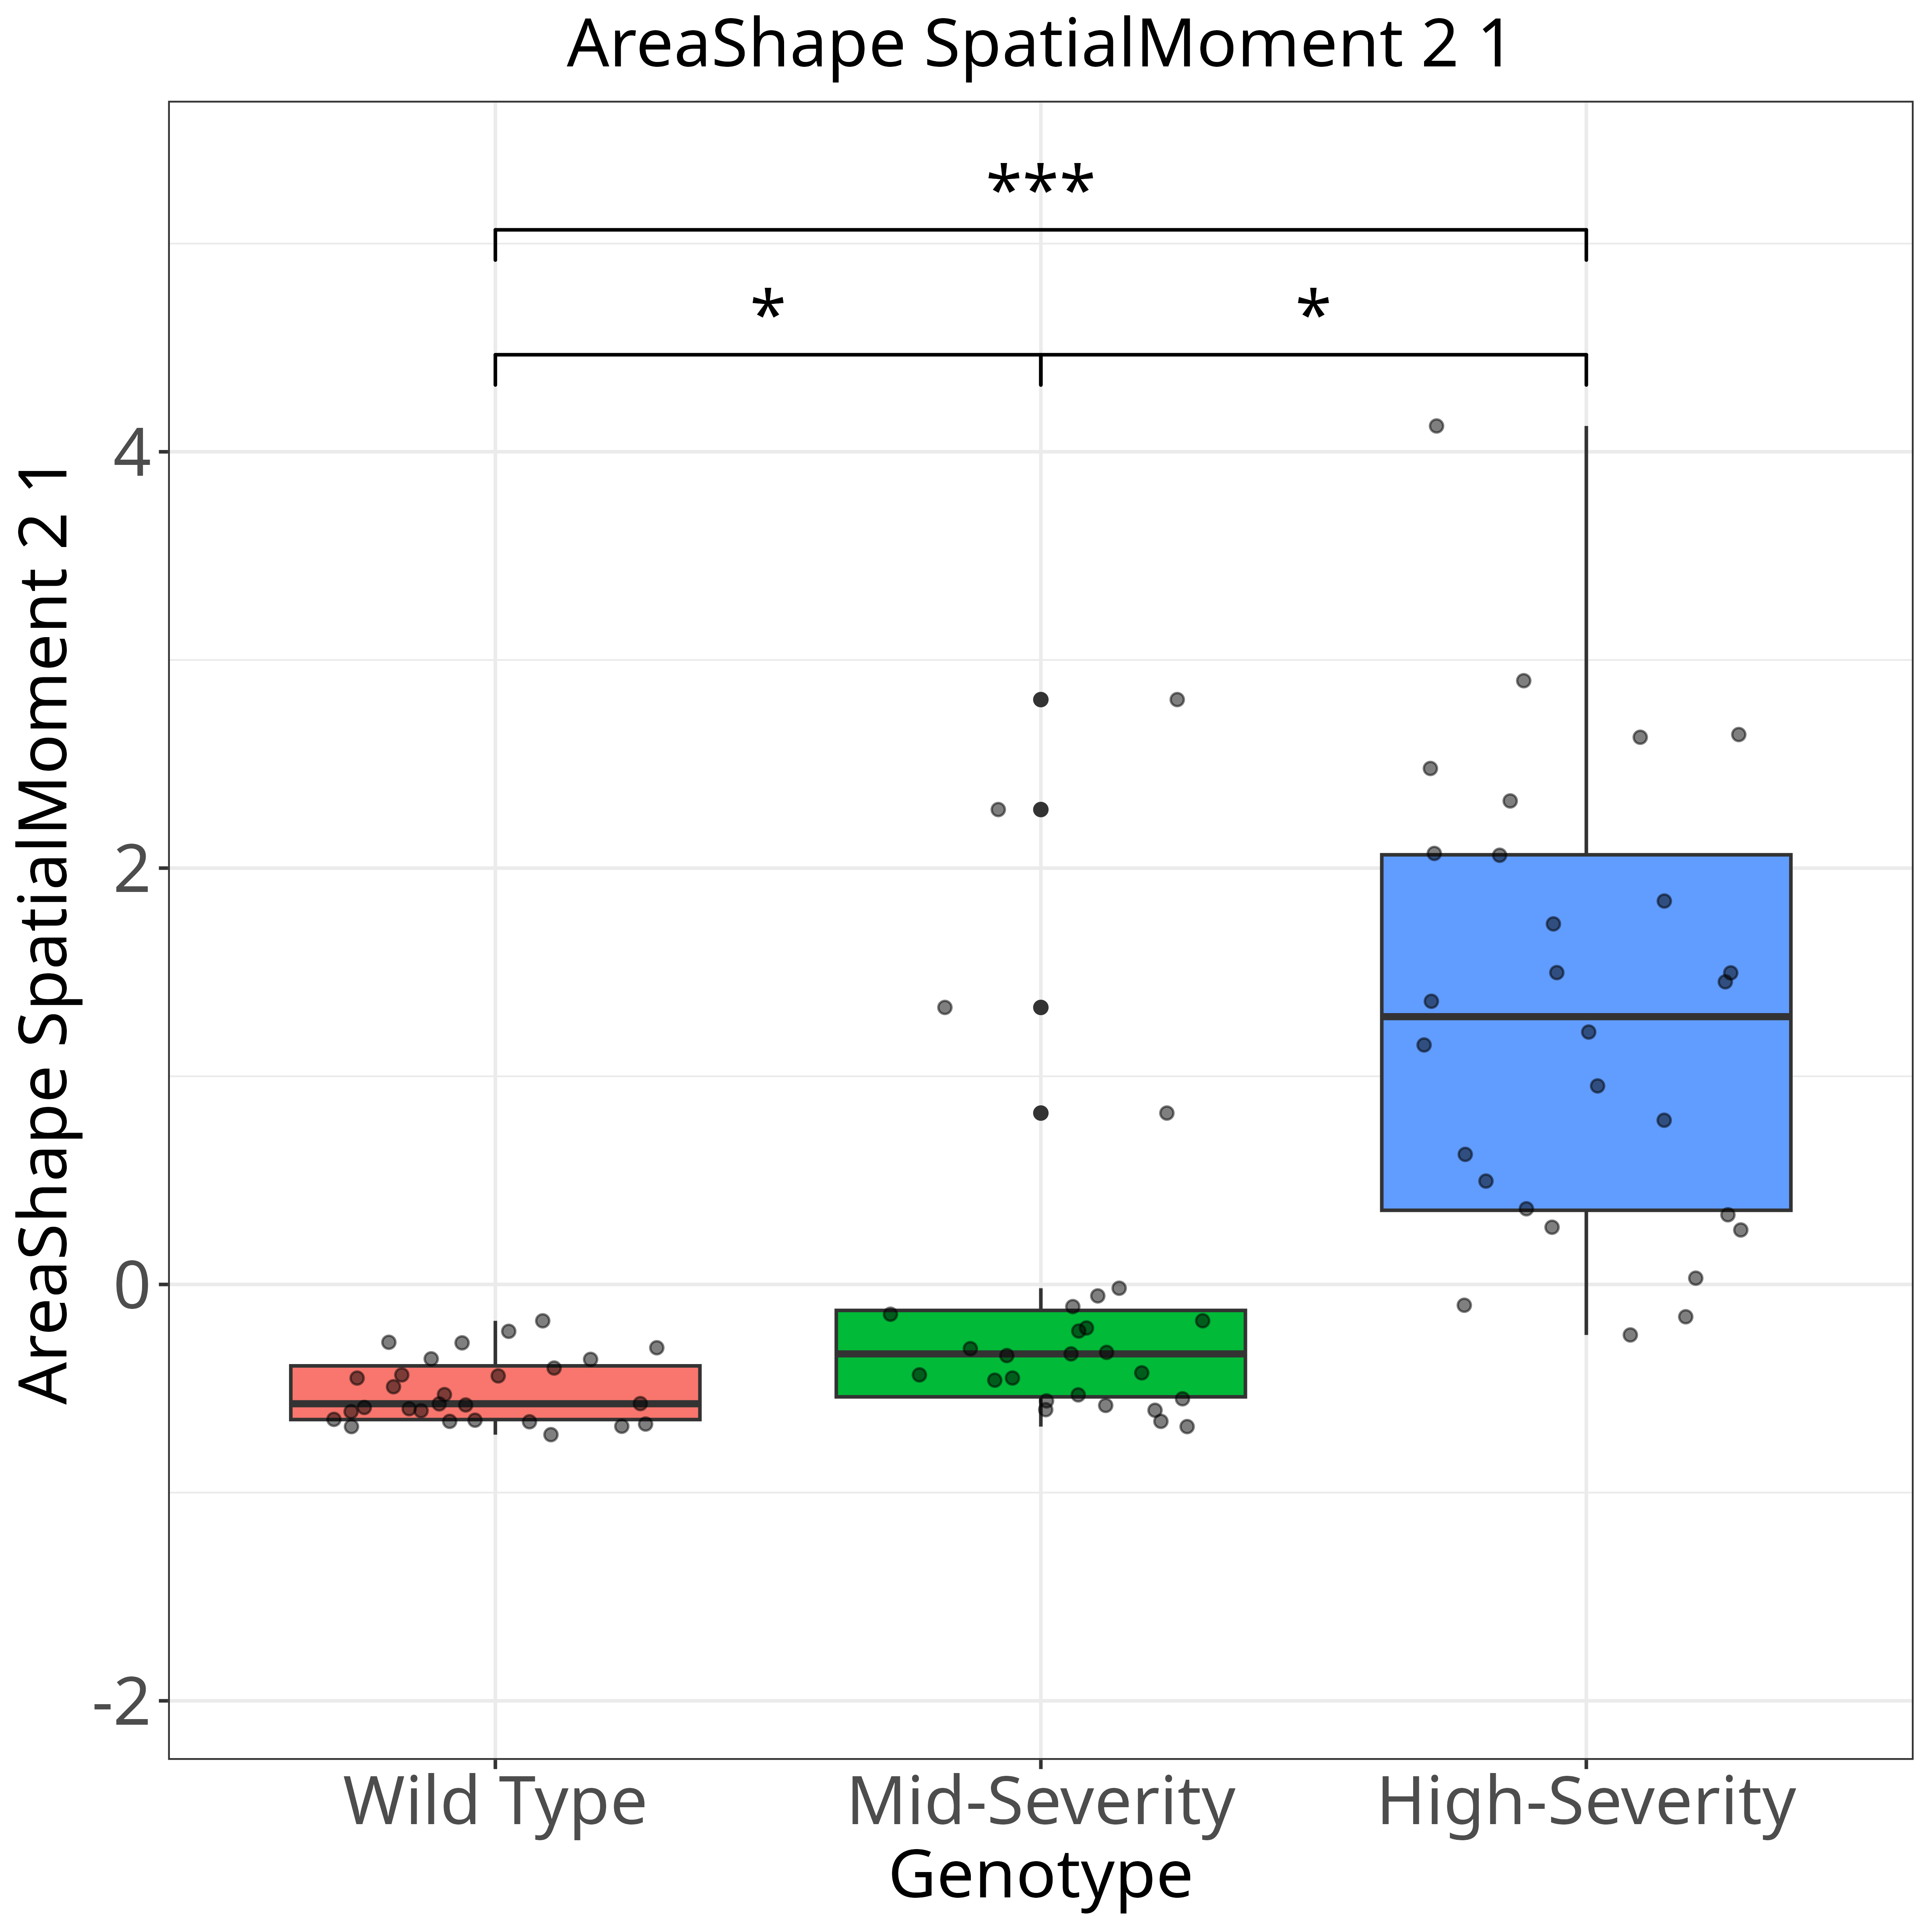 AreaShape SpatialMoment 2 1
***
* *
AreaShape SpatialMoment 2 1
4
2
0
-2
Wild Type Mid-Severity High-Severity
Genotype